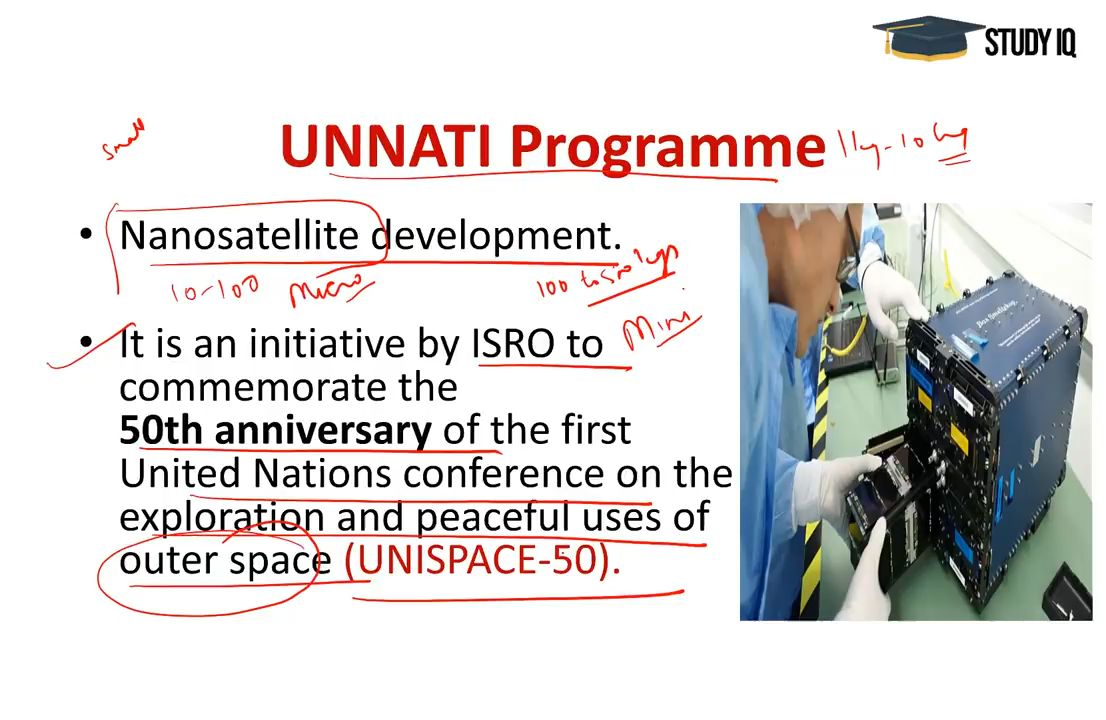 STUDY IQ
small
UNNATI Programme 1kg-10kg
• Nanosatellite development.
10-100 micro 100 to 500 kgs
Mini
• It is an initiative by ISRO to
commemorate the
50th anniversary of the first
United Nations conference on the
exploration and peaceful uses of
outer space (UNISPACE-50).